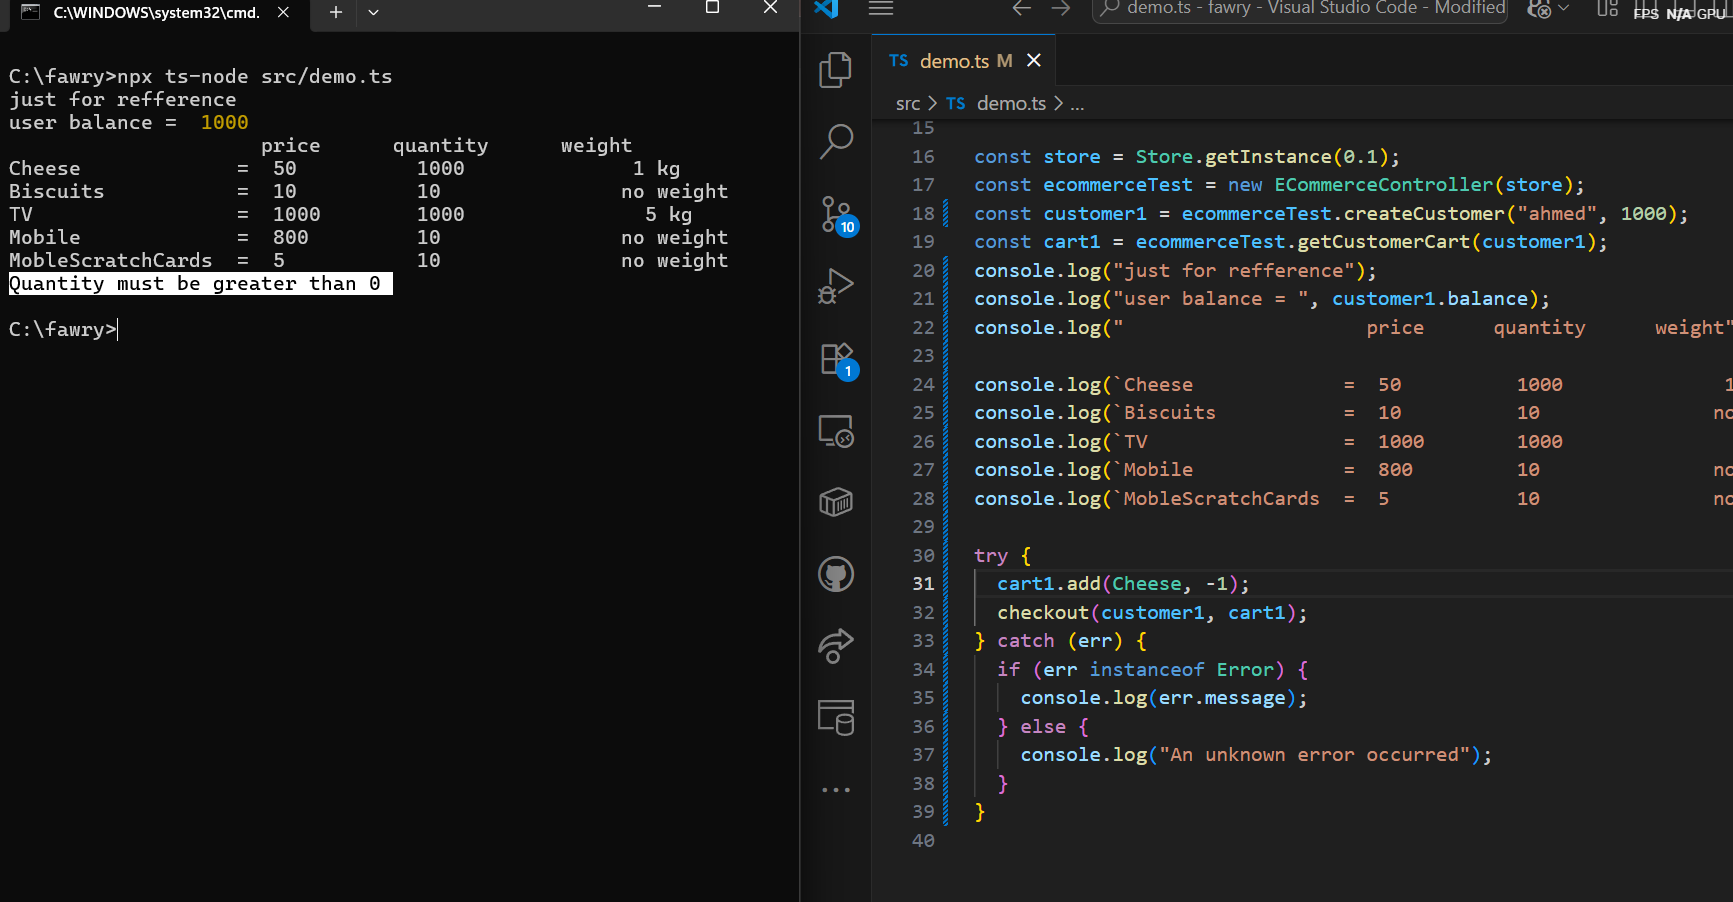 C:\WINDOWS\system32\cmd.
C:\fawry>npx ts-node src/demo.ts
just for refference
user balance =  1000
                     price      quantity      weight
Cheese             =  50          1000              1 kg
Biscuits           =  10          10               no weight
TV                 =  1000        1000               5 kg
Mobile             =  800         10               no weight
MobleScratchCards  =  5           10               no weight
Quantity must be greater than 0
C:\fawry>
demo.ts - fawry - Visual Studio Code - Modified
FPS N/A GPU
TS demo.ts M
src > TS demo.ts > ...
10
1
15
16 const store = Store.getInstance(0.1);
17 const ecommerceTest = new ECommerceController(store);
18 const customer1 = ecommerceTest.createCustomer("ahmed", 1000);
19 const cart1 = ecommerceTest.getCustomerCart(customer1);
20 console.log("just for refference");
21 console.log("user balance = ", customer1.balance);
22 console.log("                     price      quantity      weight"
23
24 console.log(`Cheese             =  50          1000              1
25 console.log(`Biscuits           =  10          10               no
26 console.log(`TV                 =  1000        1000
27 console.log(`Mobile             =  800         10               no
28 console.log(`MobleScratchCards  =  5           10               no
29
30 try {
31   cart1.add(Cheese, -1);
32   checkout(customer1, cart1);
33 } catch (err) {
34   if (err instanceof Error) {
35     console.log(err.message);
36   } else {
37     console.log("An unknown error occurred");
38   }
39 }
40